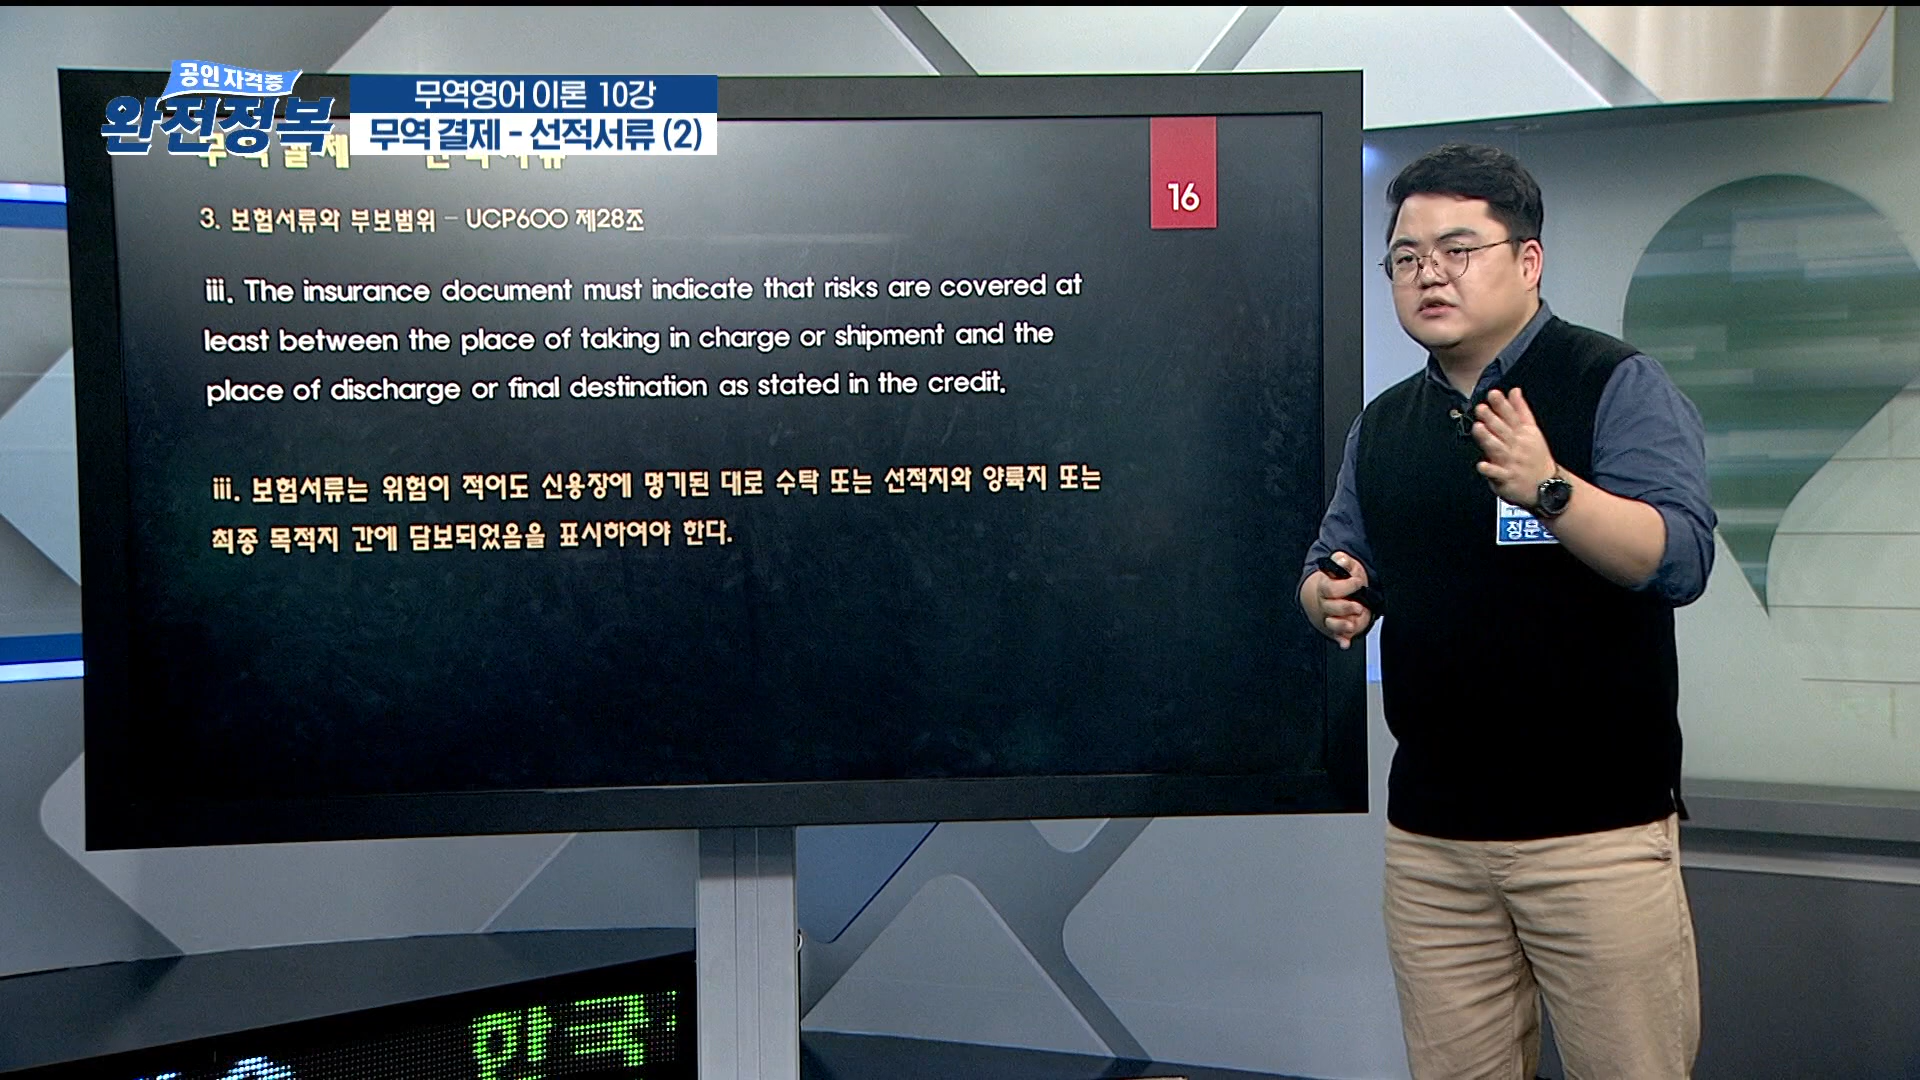 공인 자격증
완전정복
무역영어 이론 10강
무역 결제 - 선적서류 (2)
16
3. 보험서류와 부보범위 - UCP600 제28조
iii. The insurance document must indicate that risks are covered at
least between the place of taking in charge or shipment and the
place of discharge or final destination as stated in the credit.
iii. 보험서류는 위험이 적어도 신용장에 명기된 대로 수탁 또는 선적지와 양륙지 또는
최종 목적지 간에 담보되었음을 표시하여야 한다.
정문